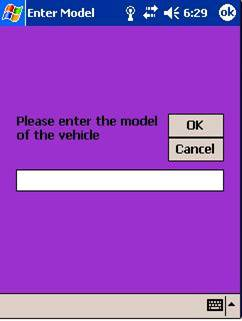 Enter Model 6:29 ok
Please enter the model
of the vehicle
OK
Cancel